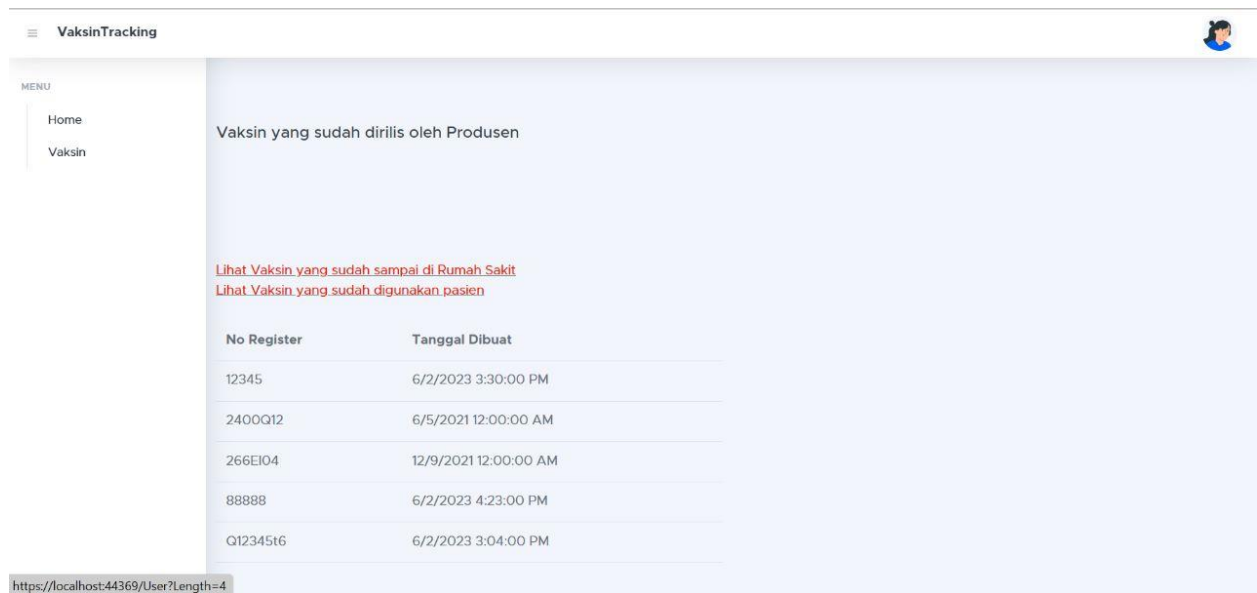 VaksinTracking
MENU
Home
Vaksin
Vaksin yang sudah dirilis oleh Produsen
Lihat Vaksin yang sudah sampai di Rumah Sakit
Lihat Vaksin yang sudah digunakan pasien
No Register Tanggal Dibuat
12345 6/2/2023 3:30:00 PM
2400Q12 6/5/2021 12:00:00 AM
266EI04 12/9/2021 12:00:00 AM
88888 6/2/2023 4:23:00 PM
Q12345t6 6/2/2023 3:04:00 PM
https://localhost:44369/User?Length=4